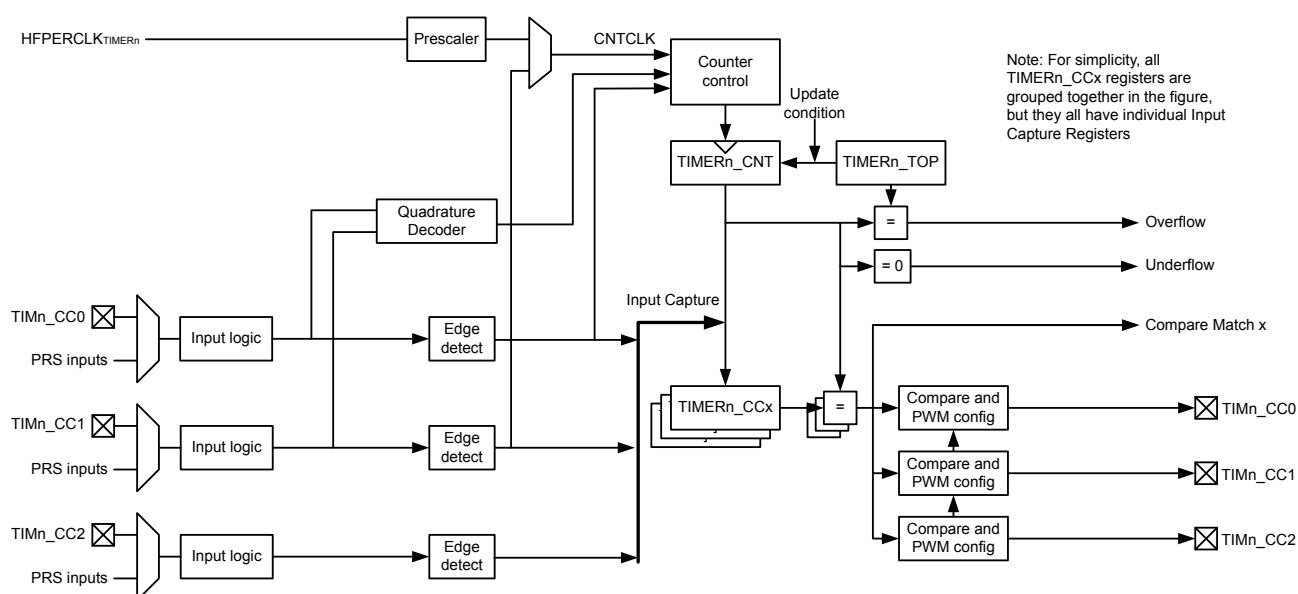 HFPERCLKTIMERn
Prescaler
CNTCLK
Counter
control
Note: For simplicity, all
TIMERn_CCx registers are
grouped together in the figure,
but they all have individual Input
Capture Registers
Update
condition
TIMERn_CNT
TIMERn_TOP
Quadrature
Decoder
=
Overflow
= 0
Underflow
Input Capture
TIMn_CC0
PRS inputs
Input logic
Edge
detect
Compare Match x
TIMERn_CCx
=
Compare and
PWM config
TIMn_CC0
TIMn_CC1
PRS inputs
Input logic
Edge
detect
Compare and
PWM config
TIMn_CC1
TIMn_CC2
PRS inputs
Input logic
Edge
detect
Compare and
PWM config
TIMn_CC2